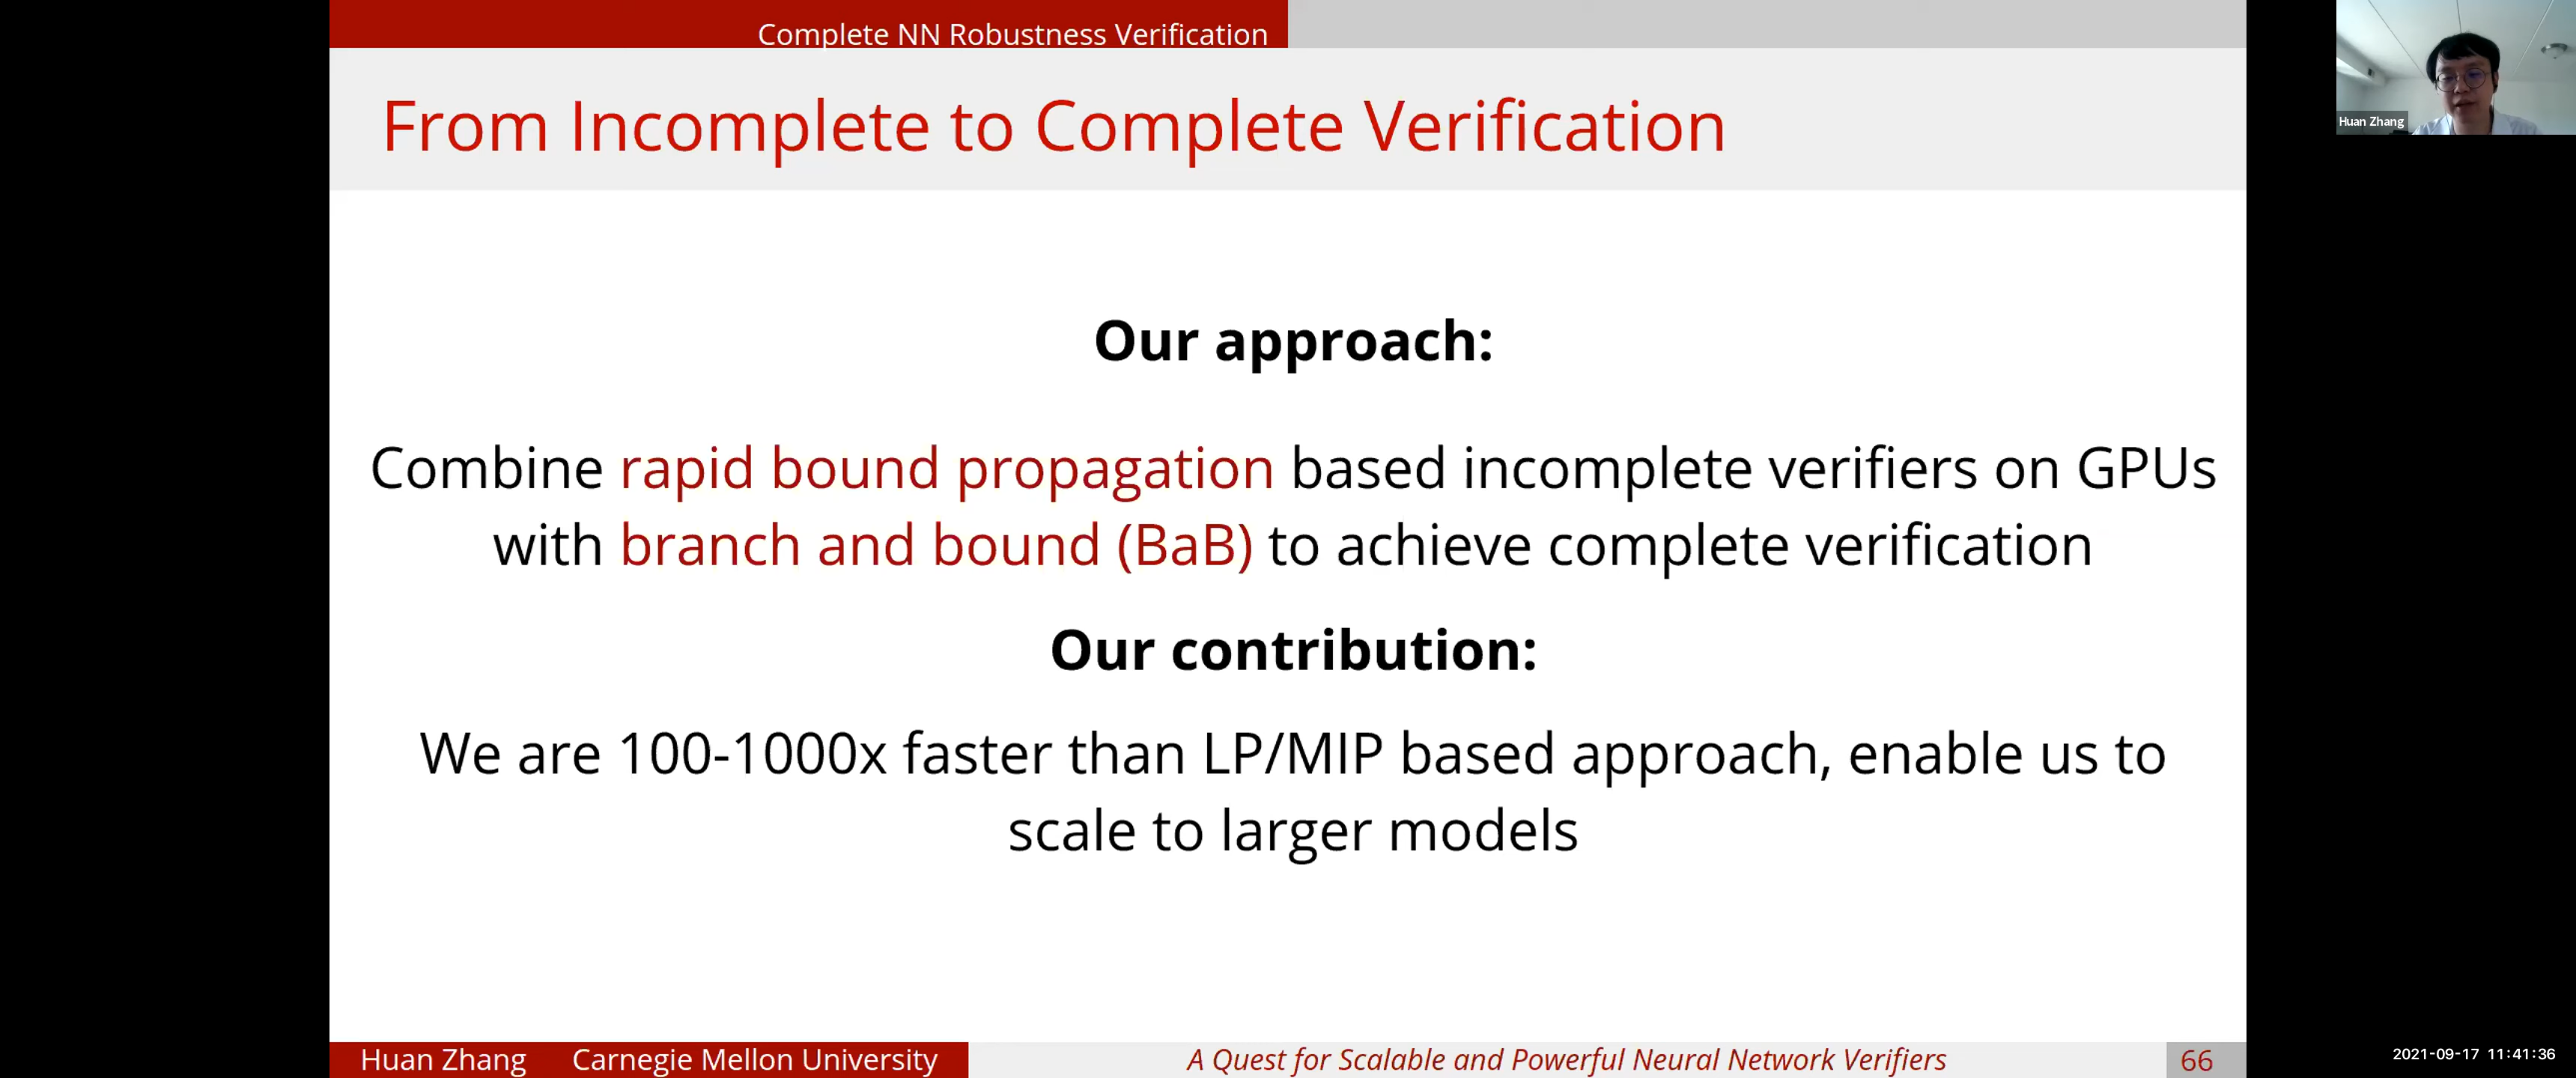 Complete NN Robustness Verification
From Incomplete to Complete Verification
Huan Zhang
Our approach:
Combine rapid bound propagation based incomplete verifiers on GPUs
with branch and bound (BaB) to achieve complete verification
Our contribution:
We are 100-1000x faster than LP/MIP based approach, enable us to
scale to larger models
Huan Zhang Carnegie Mellon University A Quest for Scalable and Powerful Neural Network Verifiers 66
2021-09-17 11:41:36